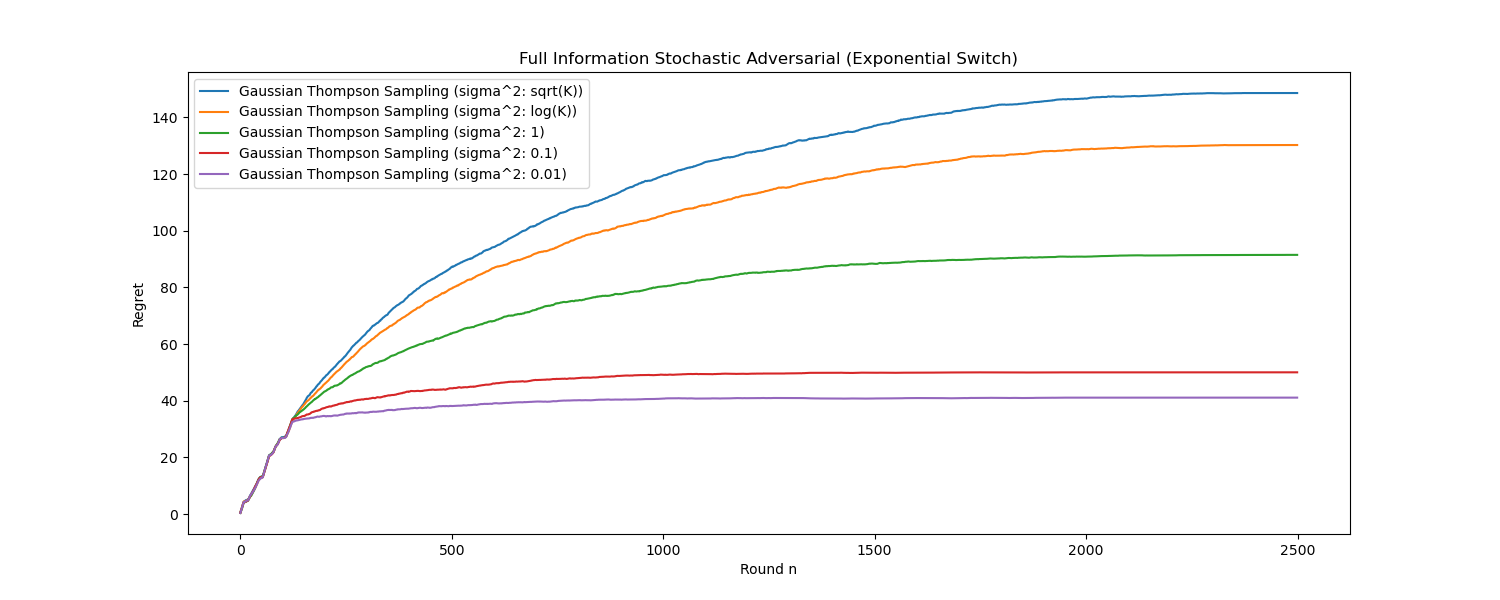 Full Information Stochastic Adversarial (Exponential Switch)
Gaussian Thompson Sampling (sigma^2: sqrt(K))
Gaussian Thompson Sampling (sigma^2: log(K))
Gaussian Thompson Sampling (sigma^2: 1)
Gaussian Thompson Sampling (sigma^2: 0.1)
Gaussian Thompson Sampling (sigma^2: 0.01)
Regret
140
120
100
80
60
40
20
0
0 500 1000 1500 2000 2500
Round n